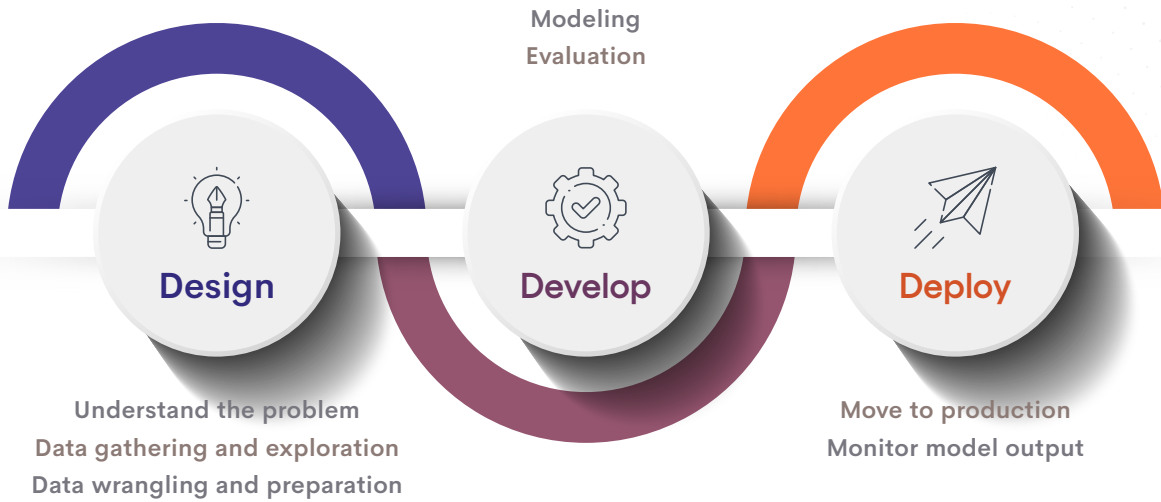 Modeling
Evaluation
Design
Develop
Deploy
Understand the problem
Data gathering and exploration
Data wrangling and preparation
Move to production
Monitor model output